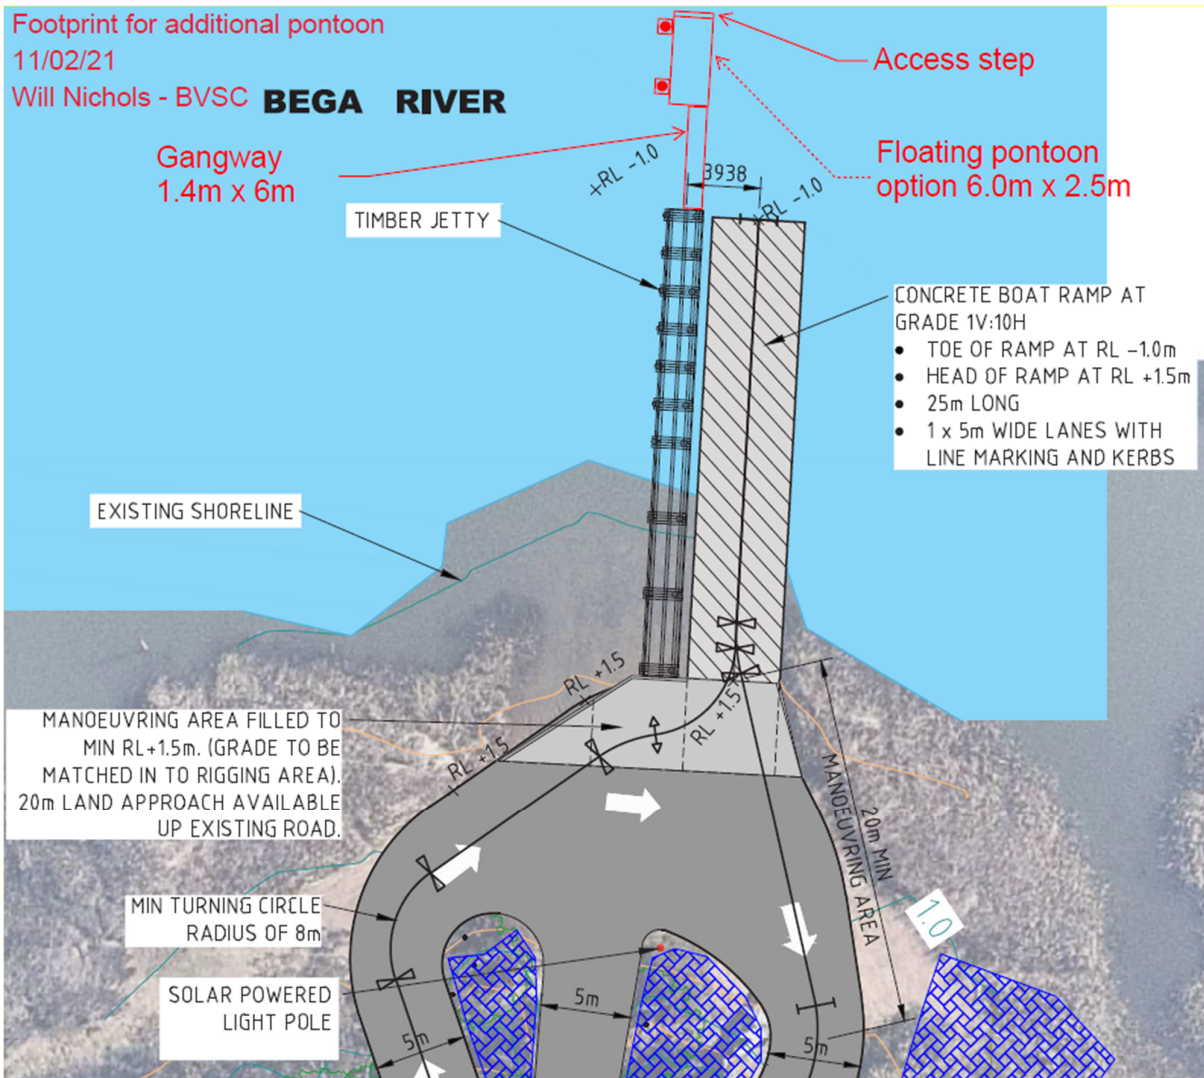 Footprint for additional pontoon
11/02/21
Will Nichols - BVSC
BEGA RIVER
Access step
Gangway
1.4m x 6m
Floating pontoon
option 6.0m x 2.5m
+RL -1.0
3938
RL -1.0
TIMBER JETTY
CONCRETE BOAT RAMP AT
GRADE 1V:10H
• TOE OF RAMP AT RL -1.0m
• HEAD OF RAMP AT RL +1.5m
• 25m LONG
• 1 x 5m WIDE LANES WITH
LINE MARKING AND KERBS
EXISTING SHORELINE
RL +1.5
RL +1.5
RL +1.5
MANOEUVRING AREA FILLED TO
MIN RL+1.5m. (GRADE TO BE
MATCHED IN TO RIGGING AREA).
20m LAND APPROACH AVAILABLE
UP EXISTING ROAD.
20m MIN
MANOEUVRING AREA
MIN TURNING CIRCLE
RADIUS OF 8m
1.0
SOLAR POWERED
LIGHT POLE
5m
5m
5m